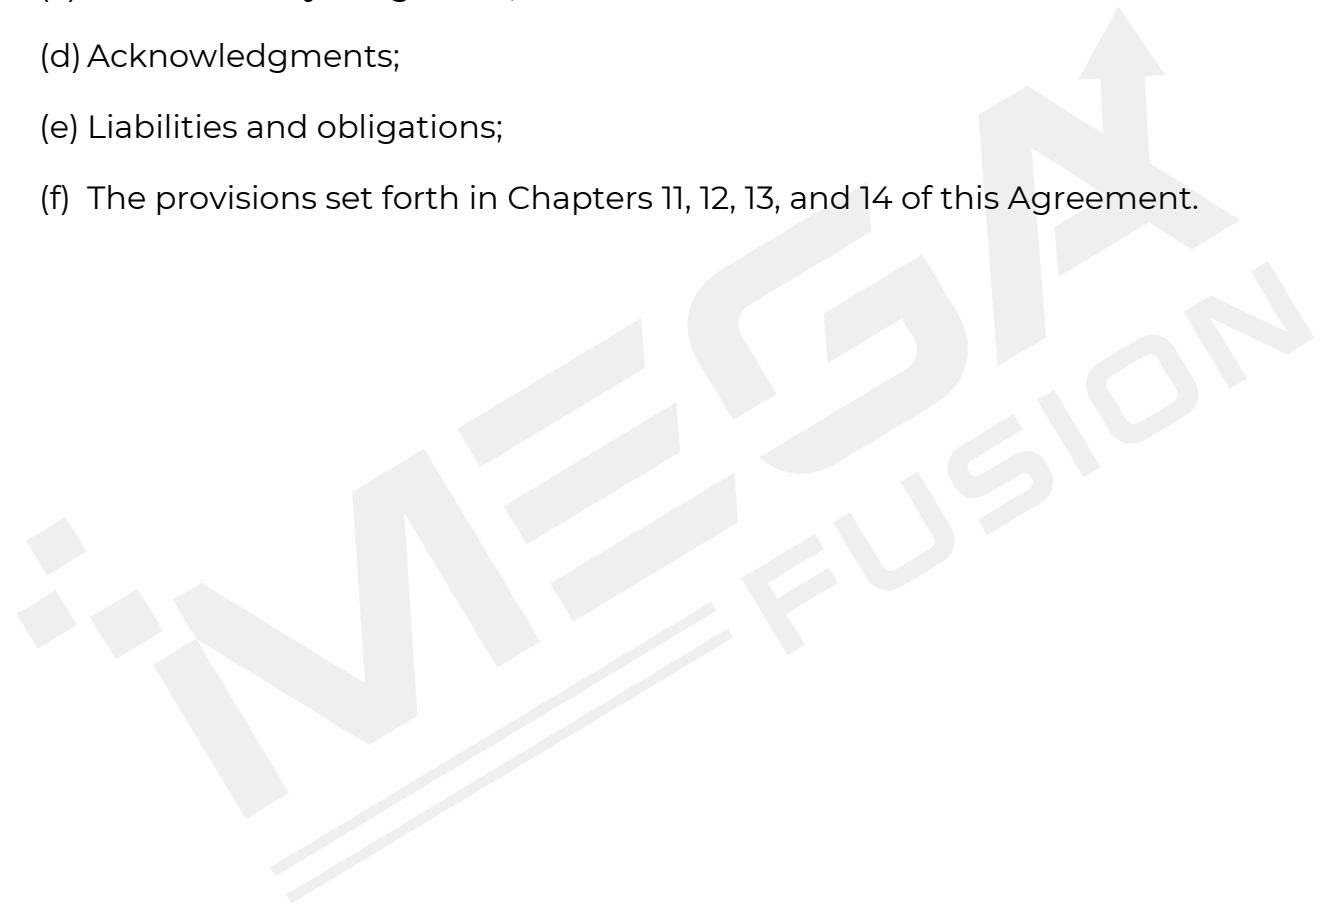 (d) Acknowledgments;
(e) Liabilities and obligations;
(f) The provisions set forth in Chapters 11, 12, 13, and 14 of this Agreement.
MEGA
FUSION